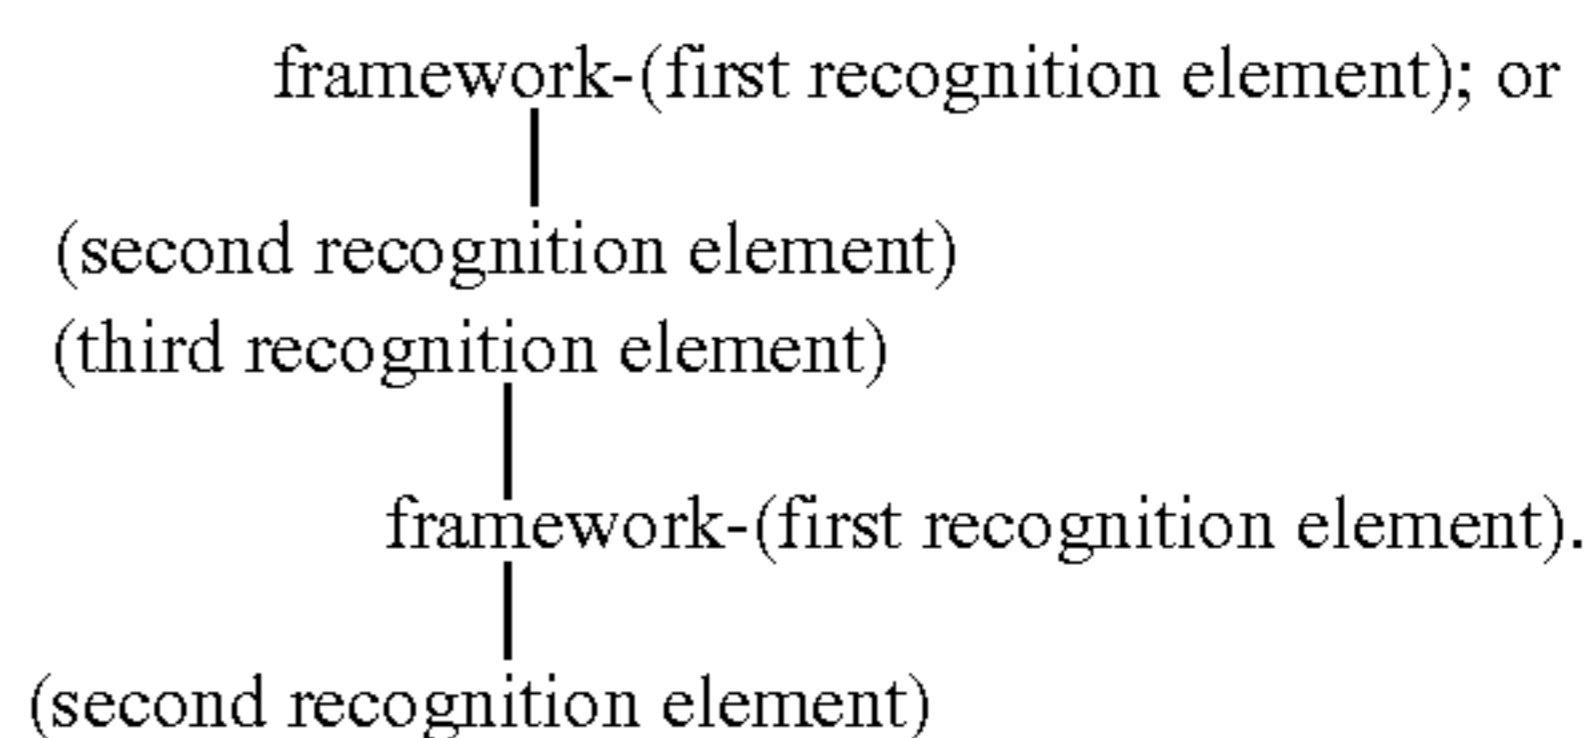 framework-(first recognition element); or
(second recognition element)
(third recognition element)
framework-(first recognition element).
(second recognition element)